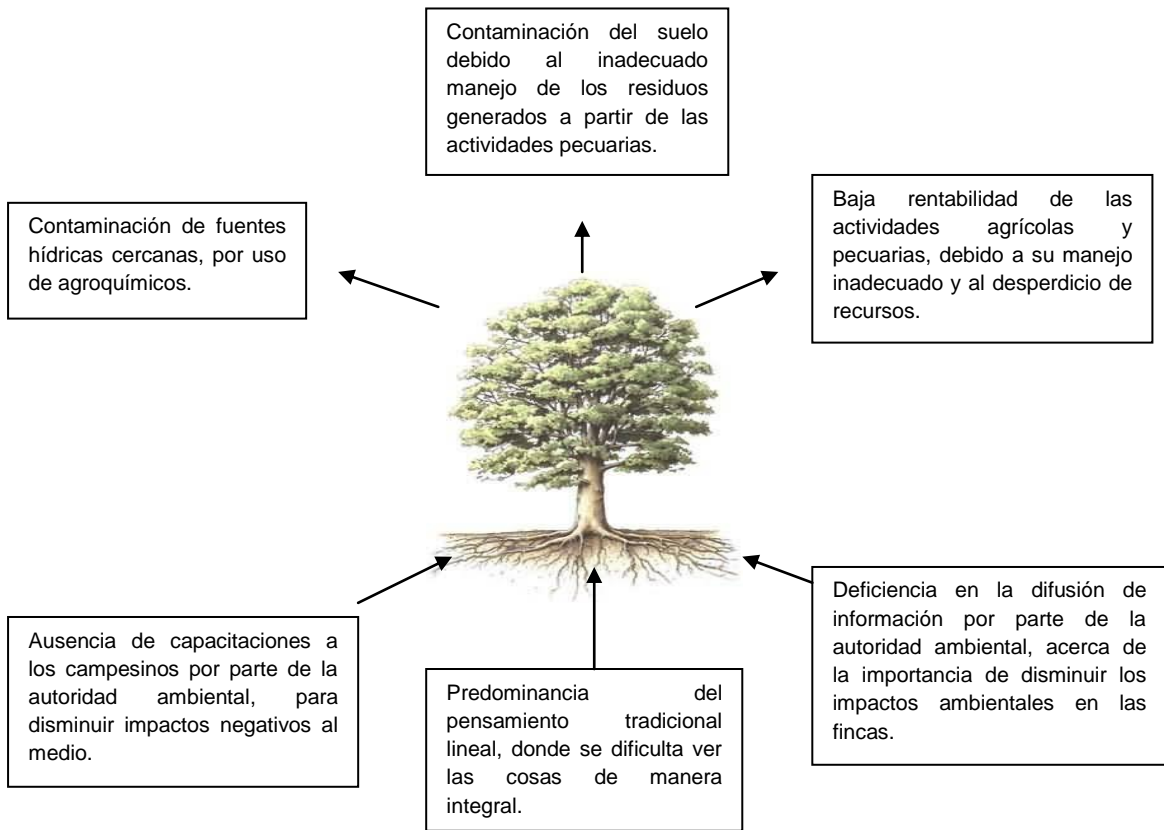 Contaminación del suelo
debido al inadecuado
manejo de los residuos
generados a partir de las
actividades pecuarias.
Contaminación de fuentes
hídricas cercanas, por uso
de agroquímicos.
Baja rentabilidad de las
actividades agrícolas y
pecuarias, debido a su manejo
inadecuado y al desperdicio de
recursos.
Ausencia de capacitaciones a
los campesinos por parte de la
autoridad ambiental, para
disminuir impactos negativos al
medio.
Predominancia del
pensamiento tradicional
lineal, donde se dificulta ver
las cosas de manera
integral.
Deficiencia en la difusión de
información por parte de la
autoridad ambiental, acerca de
la importancia de disminuir los
impactos ambientales en las
fincas.